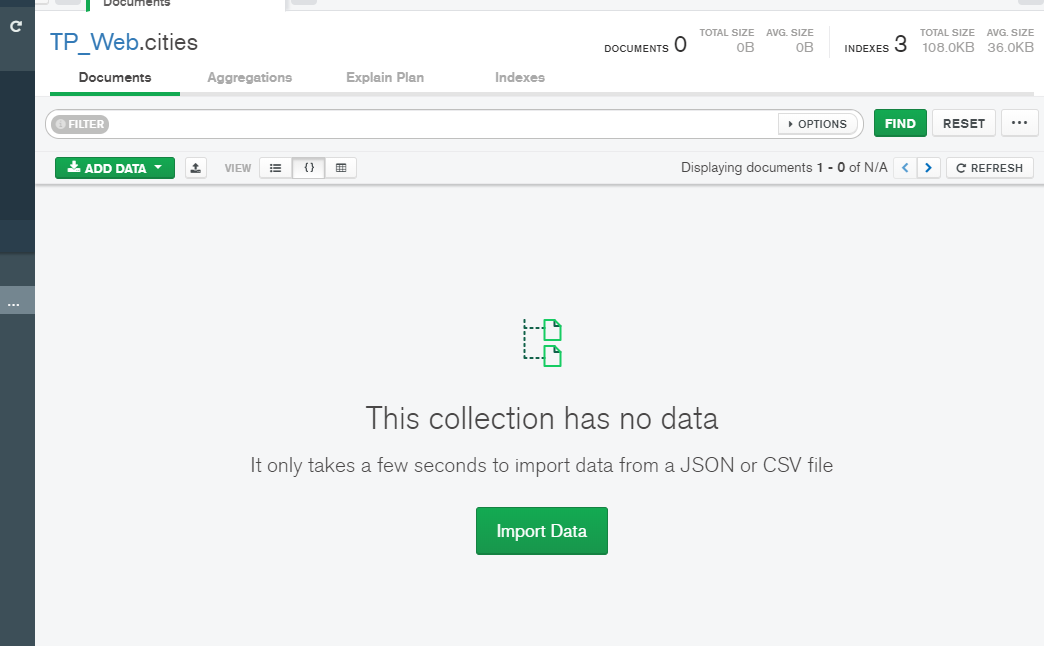 Documents
TP_Web.cities
DOCUMENTS 0 TOTAL SIZE 0B AVG. SIZE 0B INDEXES 3 TOTAL SIZE 108.0KB AVG. SIZE 36.0KB
Documents Aggregations Explain Plan Indexes
FILTER OPTIONS FIND RESET ...
ADD DATA VIEW {} Displaying documents 1 - 0 of N/A < > REFRESH
...
This collection has no data
It only takes a few seconds to import data from a JSON or CSV file
Import Data